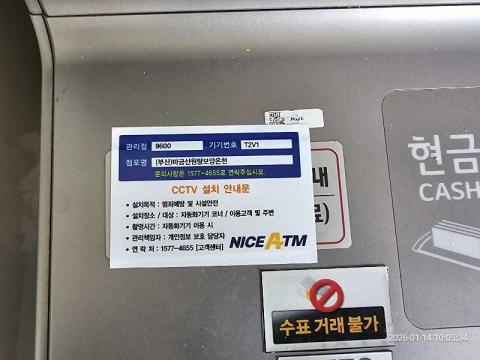 관리점 9600 기기번호 T2V1
점포명 (부산)마금산원탕보양온천
문의사항은 1577-4655로 연락주십시오.
CCTV 설치 안내문
• 설치목적 : 범죄예방 및 시설안전
• 설치장소 / 대상 : 자동화기기 코너 / 이용고객 및 주변
• 촬영시간 : 자동화기기 이용 시
• 관리책임자 : 개인정보 보호 담당자
• 연 락 처 : 1577-4655 [고객센터]
NICE ATM
내
료)
현금
CASH
수표 거래 불가
2026-01-14 10:05:34